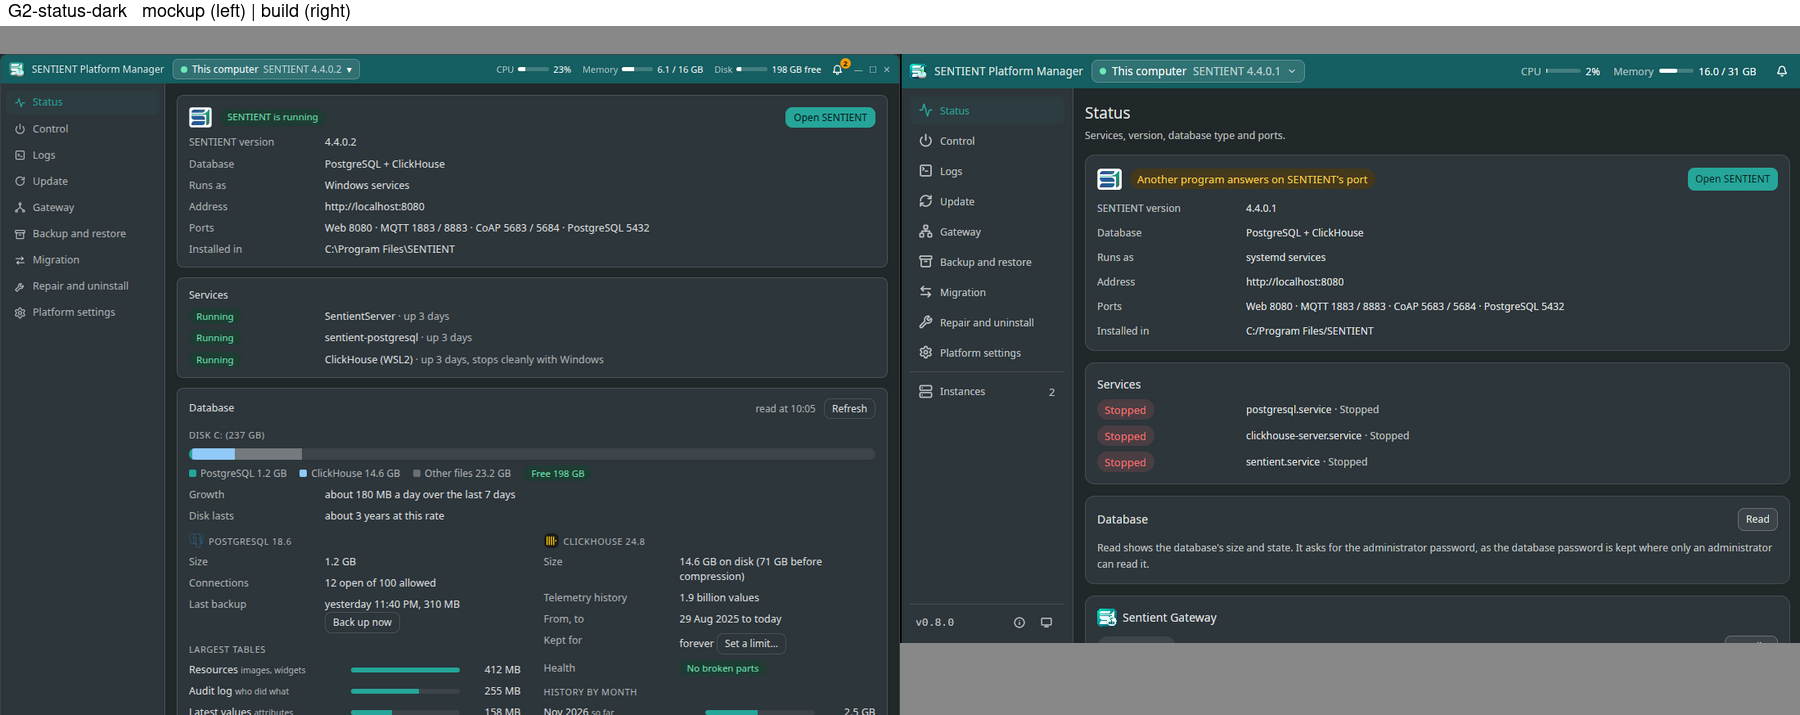 G2-status-dark mockup (left) | build (right)
SENTIENT Platform Manager
This computer SENTIENT 4.4.0.2 ▾
CPU 23% Memory 6.1 / 16 GB Disk 198 GB free 2
Status
Control
Logs
Update
Gateway
Backup and restore
Migration
Repair and uninstall
Platform settings
SENTIENT is running
Open SENTIENT
SENTIENT version 4.4.0.2
Database PostgreSQL + ClickHouse
Runs as Windows services
Address http://localhost:8080
Ports Web 8080 · MQTT 1883 / 8883 · CoAP 5683 / 5684 · PostgreSQL 5432
Installed in C:\Program Files\SENTIENT
Services
Running SentientServer · up 3 days
Running sentient-postgresql · up 3 days
Running ClickHouse (WSL2) · up 3 days, stops cleanly with Windows
Database read at 10:05 Refresh
DISK C: (237 GB)
PostgreSQL 1.2 GB ClickHouse 14.6 GB Other files 23.2 GB Free 198 GB
Growth about 180 MB a day over the last 7 days
Disk lasts about 3 years at this rate
POSTGRESQL 18.6
Size 1.2 GB
Connections 12 open of 100 allowed
Last backup yesterday 11:40 PM, 310 MB
Back up now
LARGEST TABLES
Resources images, widgets 412 MB
Audit log who did what 255 MB
Latest values attributes 158 MB
CLICKHOUSE 24.8
Size 14.6 GB on disk (71 GB before
compression)
Telemetry history 1.9 billion values
From, to 29 Aug 2025 to today
Kept for forever Set a limit...
Health No broken parts
HISTORY BY MONTH
Nov 2026 so far 2.5 GB
SENTIENT Platform Manager
This computer SENTIENT 4.4.0.1
CPU 2% Memory 16.0 / 31 GB
Status
Control
Logs
Update
Gateway
Backup and restore
Migration
Repair and uninstall
Platform settings
Instances 2
v0.8.0
Status
Services, version, database type and ports.
Another program answers on SENTIENT's port
Open SENTIENT
SENTIENT version 4.4.0.1
Database PostgreSQL + ClickHouse
Runs as systemd services
Address http://localhost:8080
Ports Web 8080 · MQTT 1883 / 8883 · CoAP 5683 / 5684 · PostgreSQL 5432
Installed in C:/Program Files/SENTIENT
Services
Stopped postgresql.service · Stopped
Stopped clickhouse-server.service · Stopped
Stopped sentient.service · Stopped
Database Read
Read shows the database's size and state. It asks for the administrator password, as the database password is kept where only an administrator
can read it.
Sentient Gateway